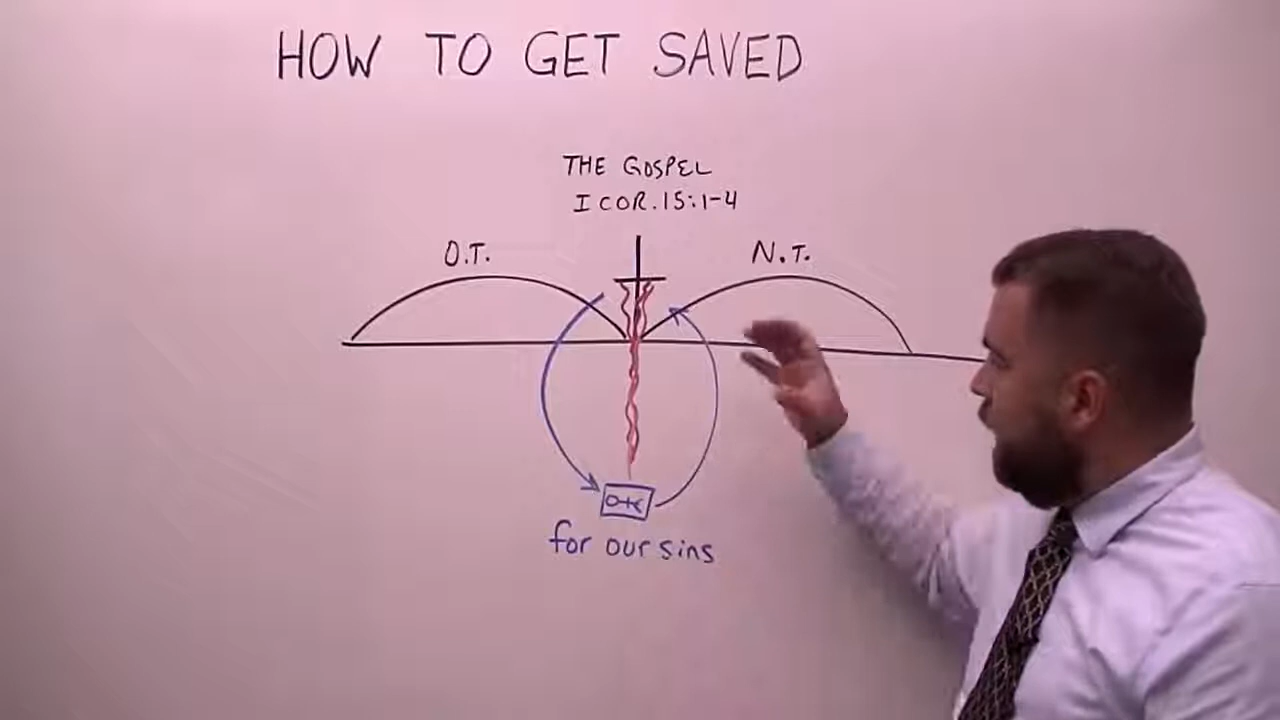 HOW TO GET SAVED
THE GOSPEL
I COR. 15:1-4
O.T.
N.T.
for our sins